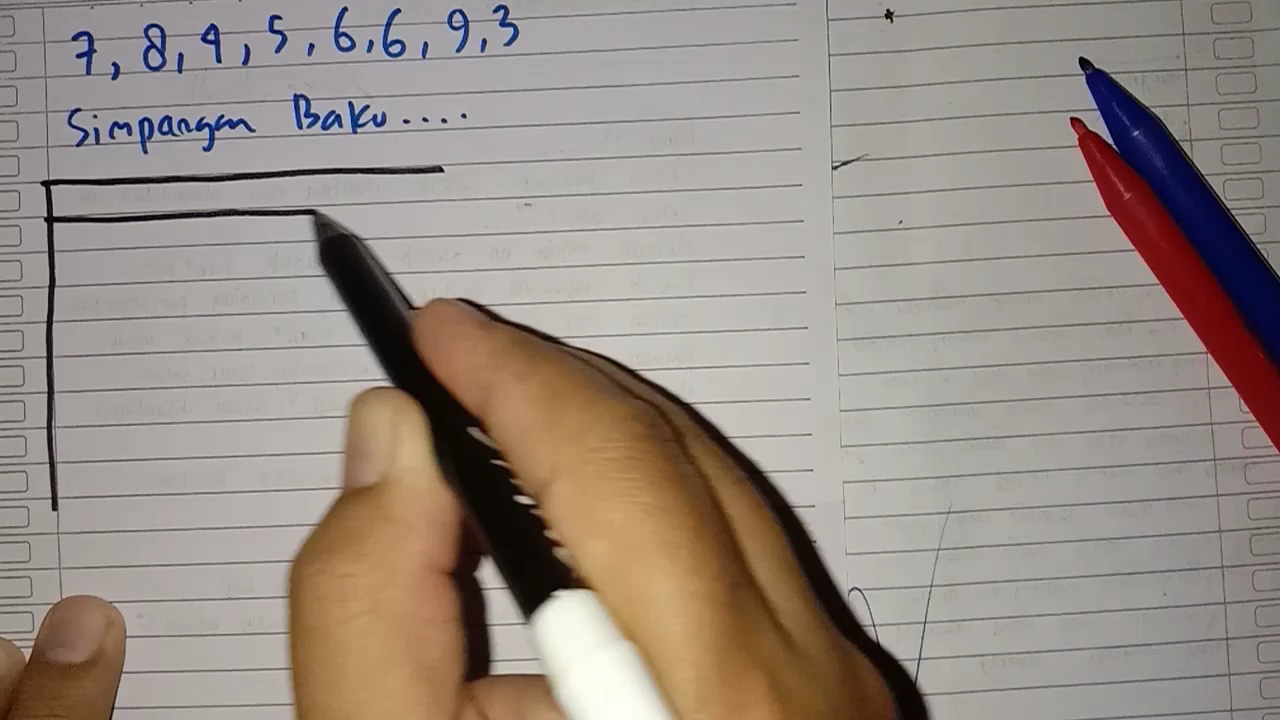 7, 8, 4, 5, 6, 6, 9, 3
Simpangan Baku....